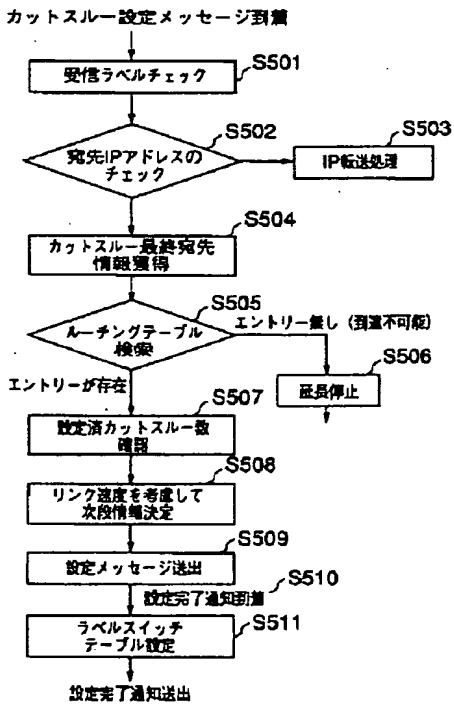 カットスルー設定メッセージ到着
S501
受信ラベルチェック
S502
宛先IPアドレスの
チェック
S503
IP転送処理
S504
カットスルー最終宛先
情報獲得
S505
ルーチングテーブル
検索
エントリー無し（到達不可能）
S506
延長停止
エントリーが存在
S507
設定済カットスルー数
確認
S508
リンク速度を考慮して
次段情報決定
S509
設定メッセージ送出
S510
設定完了通知到着
S511
ラベルスイッチ
テーブル設定
設定完了通知送出